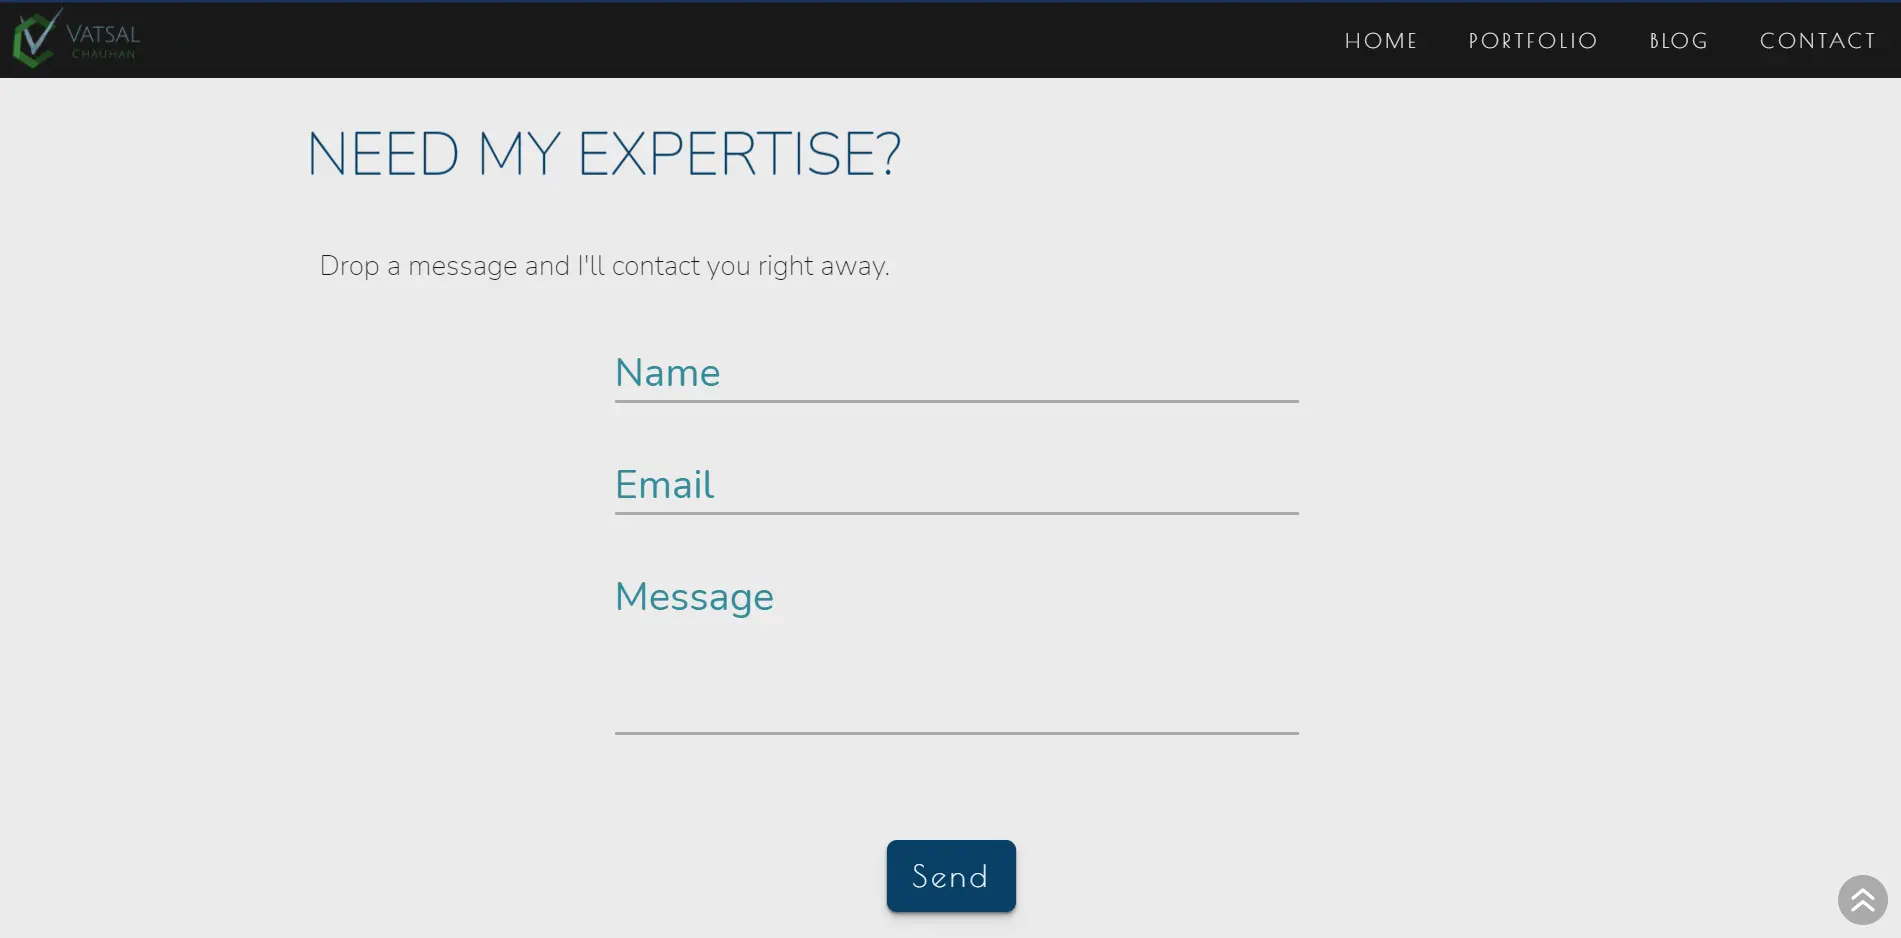 VATSAL
CHAUHAN
HOME PORTFOLIO BLOG CONTACT
NEED MY EXPERTISE?
Drop a message and I'll contact you right away.
Name
Email
Message
Send